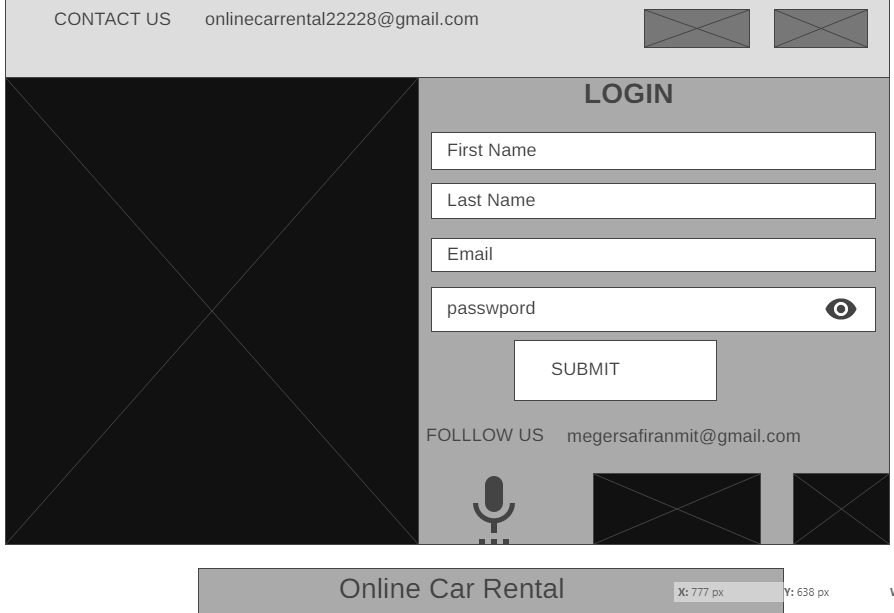 CONTACT US onlinecarrental22228@gmail.com
LOGIN
First Name
Last Name
Email
passwpord
SUBMIT
FOLLLOW US megersafiranmit@gmail.com
Online Car Rental
X: 777 px Y: 638 px